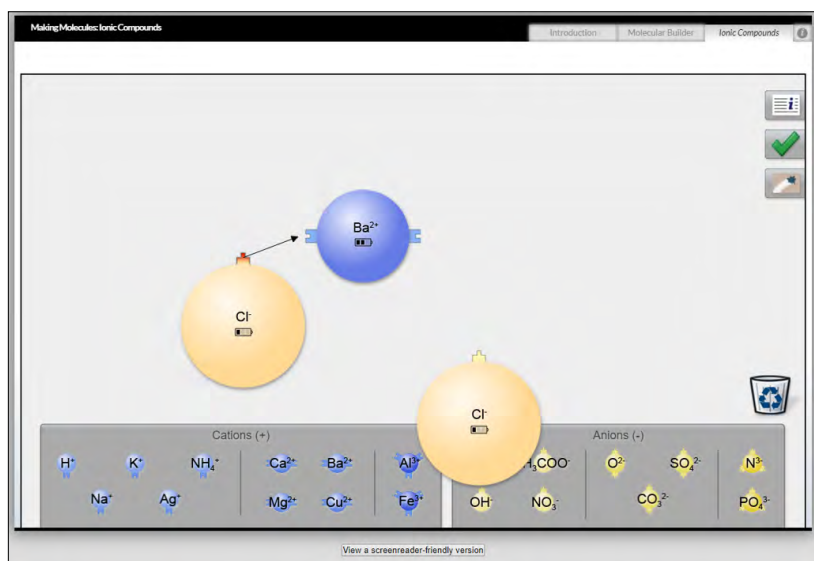 Making Molecules: Ionic Compounds
Introduction
Molecular Builder
Ionic Compounds
i
i
Ba²⁺
Cl⁻
Cl⁻
Cations (+)
H⁺ K⁺ NH₄⁺ Ca²⁺ Ba²⁺ Al³⁺
Na⁺ Ag⁺ Mg²⁺ Cu²⁺ Fe³⁺
Anions (-)
H₃COO⁻ O²⁻ SO₄²⁻ N³⁻
OH⁻ NO₃⁻ CO₃²⁻ PO₄³⁻
View a screenreader-friendly version